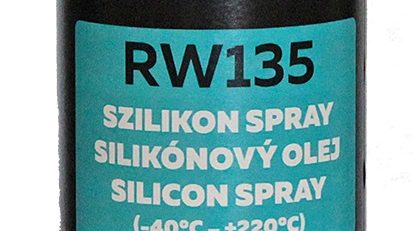 RW135
SZILIKON SPRAY
SILIKÓNOVÝ OLEJ
SILICON SPRAY
(-40°C – +220°C)